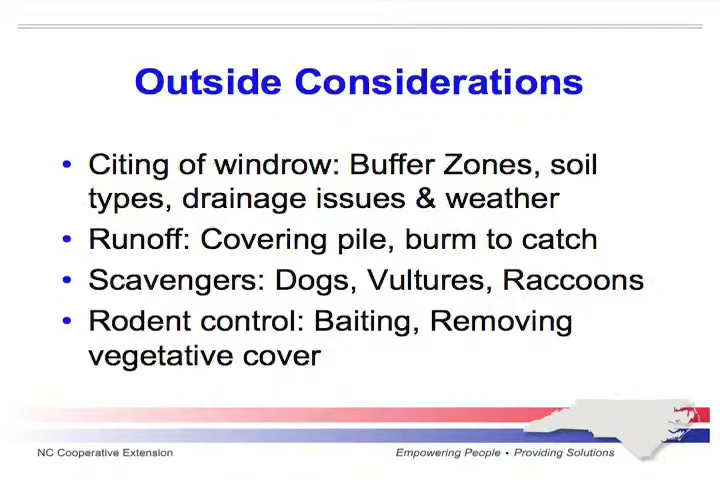 Outside Considerations
• Citing of windrow: Buffer Zones, soil
types, drainage issues & weather
• Runoff: Covering pile, burm to catch
• Scavengers: Dogs, Vultures, Raccoons
• Rodent control: Baiting, Removing
vegetative cover
NC Cooperative Extension
Empowering People • Providing Solutions